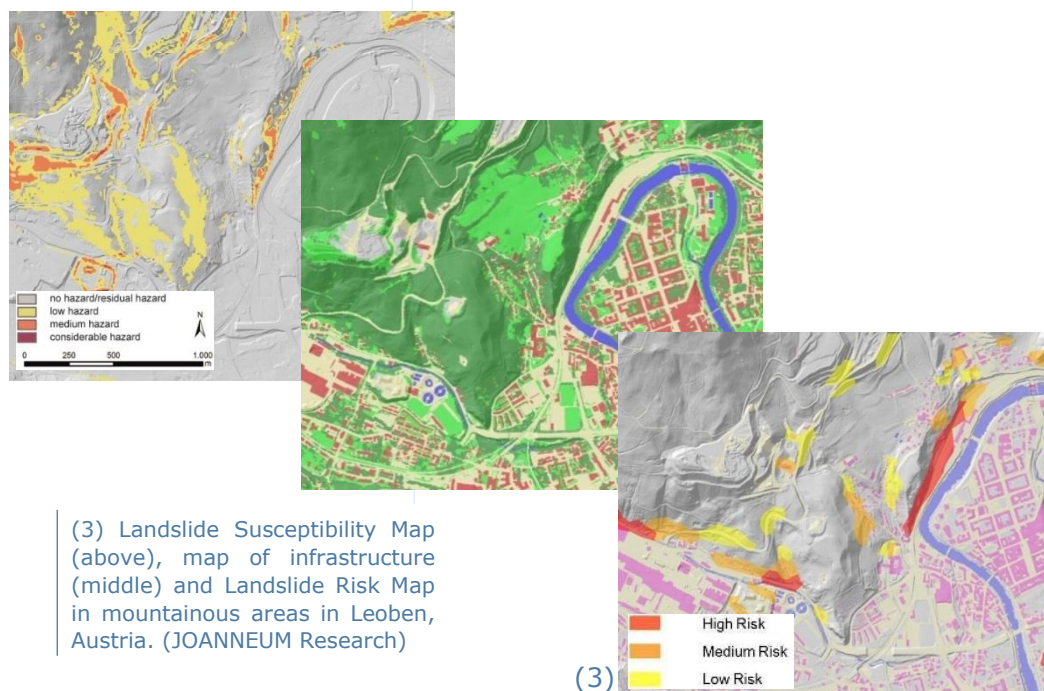 no hazard/residual hazard
low hazard
medium hazard
considerable hazard
N
0 250 500 1.000
m
(3) Landslide Susceptibility Map
(above), map of infrastructure
(middle) and Landslide Risk Map
in mountainous areas in Leoben,
Austria. (JOANNEUM Research)
High Risk
Medium Risk
Low Risk
(3)